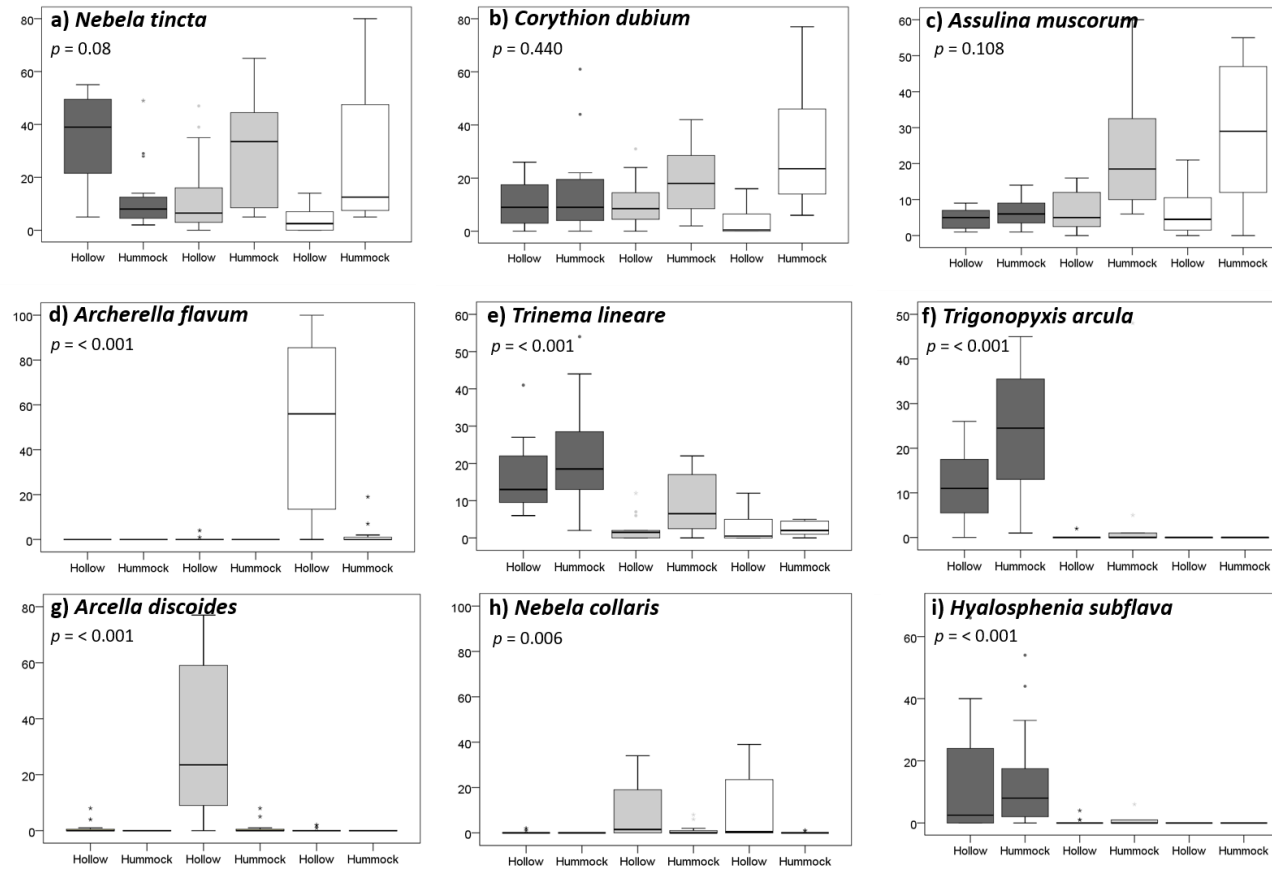 a) Nebela tincta
p = 0.08
80
60
40
20
0
Hollow Hummock Hollow Hummock Hollow Hummock
b) Corythion dubium
p = 0.440
80
60
40
20
0
Hollow Hummock Hollow Hummock Hollow Hummock
c) Assulina muscorum
p = 0.108
60
50
40
30
20
10
0
Hollow Hummock Hollow Hummock Hollow Hummock
d) Archerella flavum
p = < 0.001
100
80
60
40
20
0
Hollow Hummock Hollow Hummock Hollow Hummock
e) Trinema lineare
p = < 0.001
60
50
40
30
20
10
0
Hollow Hummock Hollow Hummock Hollow Hummock
f) Trigonopyxis arcula
p = < 0.001
50
40
30
20
10
0
Hollow Hummock Hollow Hummock Hollow Hummock
g) Arcella discoides
p = < 0.001
80
60
40
20
0
Hollow Hummock Hollow Hummock Hollow Hummock
h) Nebela collaris
p = 0.006
100
80
60
40
20
0
Hollow Hummock Hollow Hummock Hollow Hummock
i) Hyalosphenia subflava
p = < 0.001
60
40
20
0
Hollow Hummock Hollow Hummock Hollow Hummock